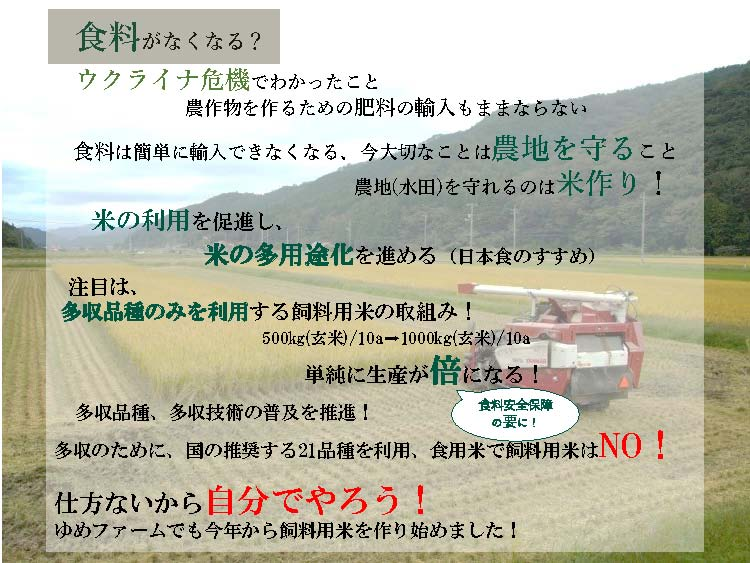 食料がなくなる？
ウクライナ危機でわかったこと
農作物を作るための肥料の輸入もままならない
食料は簡単に輸入できなくなる、今大切なことは農地を守ること
農地(水田)を守れるのは米作り！
米の利用を促進し、
米の多用途化を進める（日本食のすすめ）
注目は、
多収品種のみを利用する飼料用米の取組み！
500kg(玄米)/10a→1000kg(玄米)/10a
単純に生産が倍になる！
食料安全保障
の要に！
多収品種、多収技術の普及を推進！
多収のために、国の推奨する21品種を利用、食用米で飼料用米はNO！
仕方ないから自分でやろう！
ゆめファームでも今年から飼料用米を作り始めました！